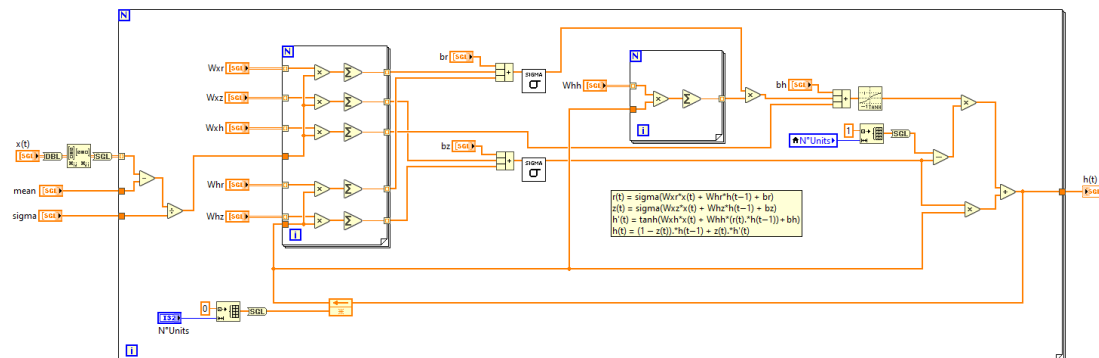 N
N
N
br
SGL
Wxr
SGL
SIGMA
σ
Whh
SGL
bh
SGL
TANH
Wxz
SGL
Wxh
SGL
1
SGL
N°Units
x(t)
SGL
DBL
SGL
bz
SGL
SIGMA
σ
i
mean
SGL
Whr
SGL
h(t)
SGL
sigma
SGL
Whz
SGL
i
r(t) = sigma(Wxr*x(t) + Whr*h(t−1) + br)
z(t) = sigma(Wxz*x(t) + Whz*h(t−1) + bz)
h'(t) = tanh(Wxh*x(t) + Whh*(r(t).*h(t−1))+bh)
h(t) = (1 − z(t)).*h(t−1) + z(t).*h'(t)
0
SGL
I32
N°Units
i